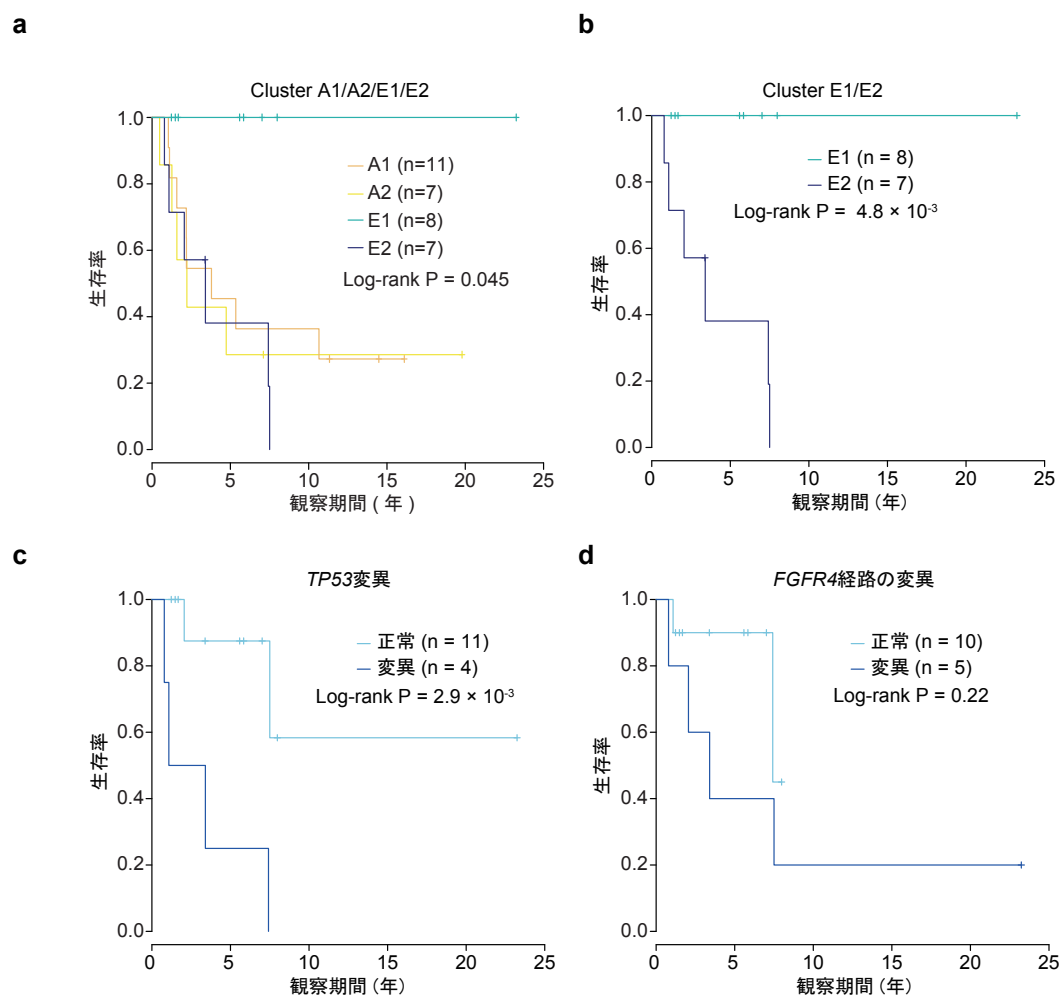 a
Cluster A1/A2/E1/E2
1.0
0.8
0.6
0.4
0.2
0.0
生存率
A1 (n=11)
A2 (n=7)
E1 (n=8)
E2 (n=7)
Log-rank P = 0.045
0 5 10 15 20 25
観察期間 ( 年 )
b
Cluster E1/E2
1.0
0.8
0.6
0.4
0.2
0.0
生存率
E1 (n = 8)
E2 (n = 7)
Log-rank P = 4.8 × 10⁻³
0 5 10 15 20 25
観察期間 (年)
c
TP53変異
1.0
0.8
0.6
0.4
0.2
0.0
生存率
正常 (n = 11)
変異 (n = 4)
Log-rank P = 2.9 × 10⁻³
0 5 10 15 20 25
観察期間 (年)
d
FGFR4経路の変異
1.0
0.8
0.6
0.4
0.2
0.0
生存率
正常 (n = 10)
変異 (n = 5)
Log-rank P = 0.22
0 5 10 15 20 25
観察期間 (年)